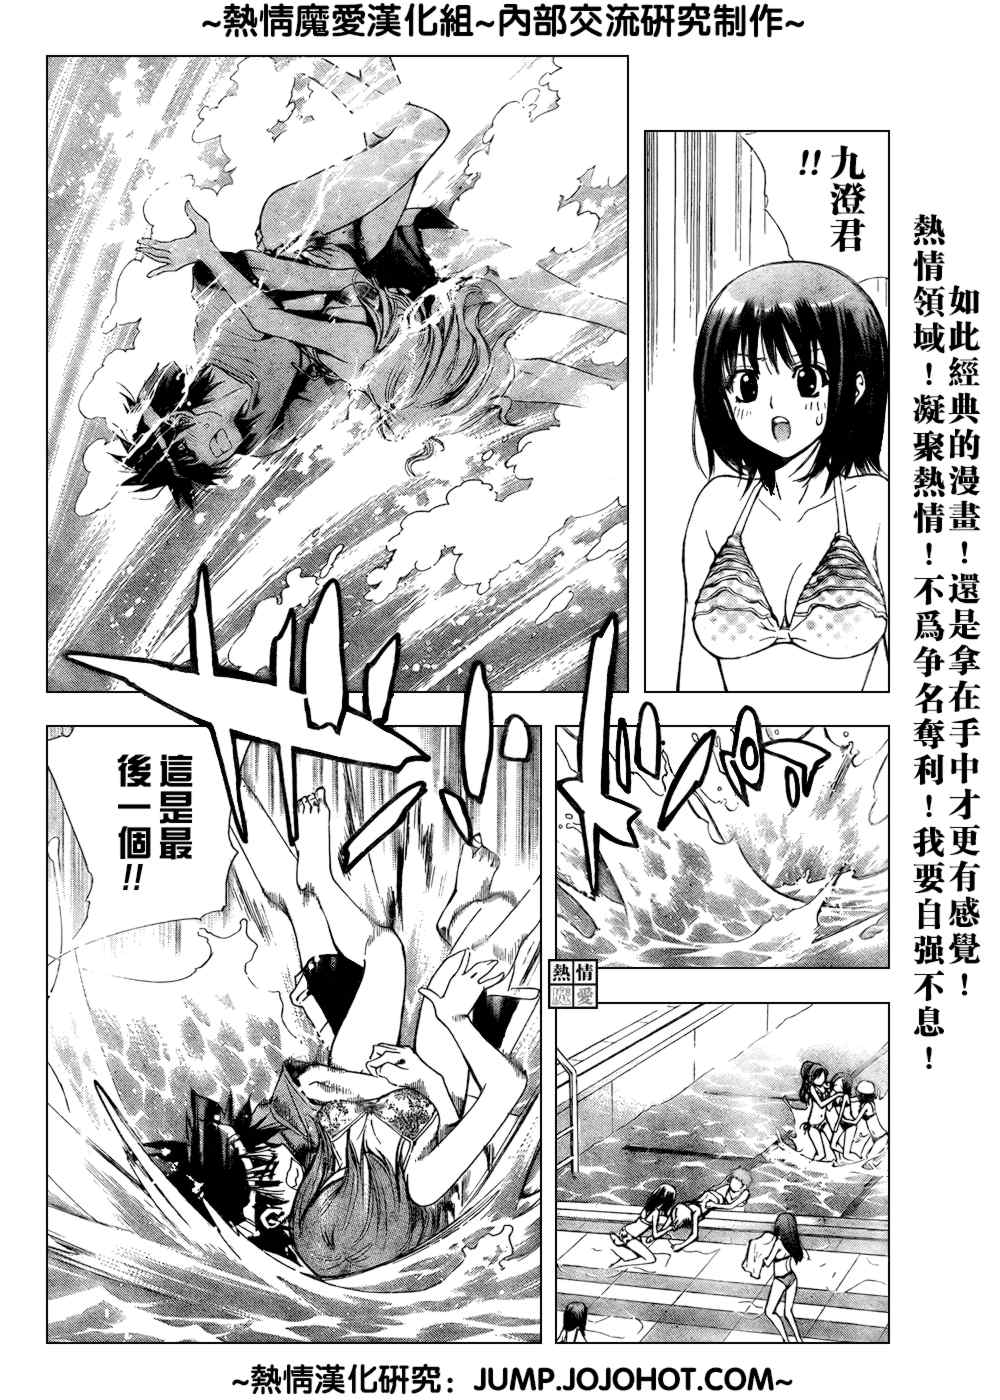 ~熱情魔愛漢化組~內部交流研究制作~
九澄君
!!
如此經典的漫畫！還是拿在手中才更有感覺！
熱情領域！凝聚熱情！不爲争名奪利！我要自强不息！
這是最
後一個!!
熱情
魔愛
~熱情漢化研究：JUMP.JOJOHOT.COM~